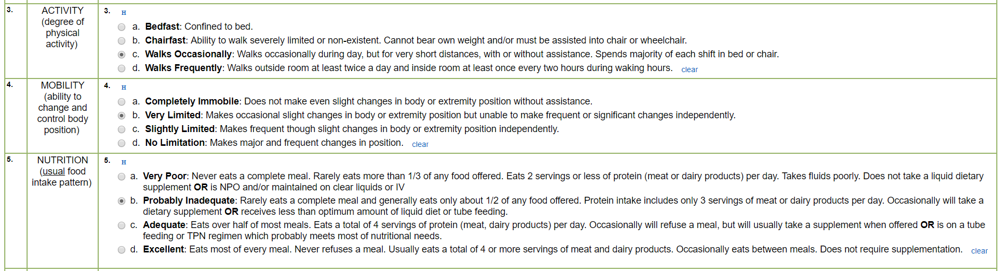 3.
ACTIVITY
(degree of
physical
activity)
3. H
a. Bedfast: Confined to bed.
b. Chairfast: Ability to walk severely limited or non-existent. Cannot bear own weight and/or must be assisted into chair or wheelchair.
c. Walks Occasionally: Walks occasionally during day, but for very short distances, with or without assistance. Spends majority of each shift in bed or chair.
d. Walks Frequently: Walks outside room at least twice a day and inside room at least once every two hours during waking hours. clear
4.
MOBILITY
(ability to
change and
control body
position)
4. H
a. Completely Immobile: Does not make even slight changes in body or extremity position without assistance.
b. Very Limited: Makes occasional slight changes in body or extremity position but unable to make frequent or significant changes independently.
c. Slightly Limited: Makes frequent though slight changes in body or extremity position independently.
d. No Limitation: Makes major and frequent changes in position. clear
5.
NUTRITION
(usual food
intake pattern)
5. H
a. Very Poor: Never eats a complete meal. Rarely eats more than 1/3 of any food offered. Eats 2 servings or less of protein (meat or dairy products) per day. Takes fluids poorly. Does not take a liquid dietary
supplement OR is NPO and/or maintained on clear liquids or IV
b. Probably Inadequate: Rarely eats a complete meal and generally eats only about 1/2 of any food offered. Protein intake includes only 3 servings of meat or dairy products per day. Occasionally will take a
dietary supplement OR receives less than optimum amount of liquid diet or tube feeding.
c. Adequate: Eats over half of most meals. Eats a total of 4 servings of protein (meat, dairy products) per day. Occasionally will refuse a meal, but will usually take a supplement when offered OR is on a tube
feeding or TPN regimen which probably meets most of nutritional needs.
d. Excellent: Eats most of every meal. Never refuses a meal. Usually eats a total of 4 or more servings of meat and dairy products. Occasionally eats between meals. Does not require supplementation. clear